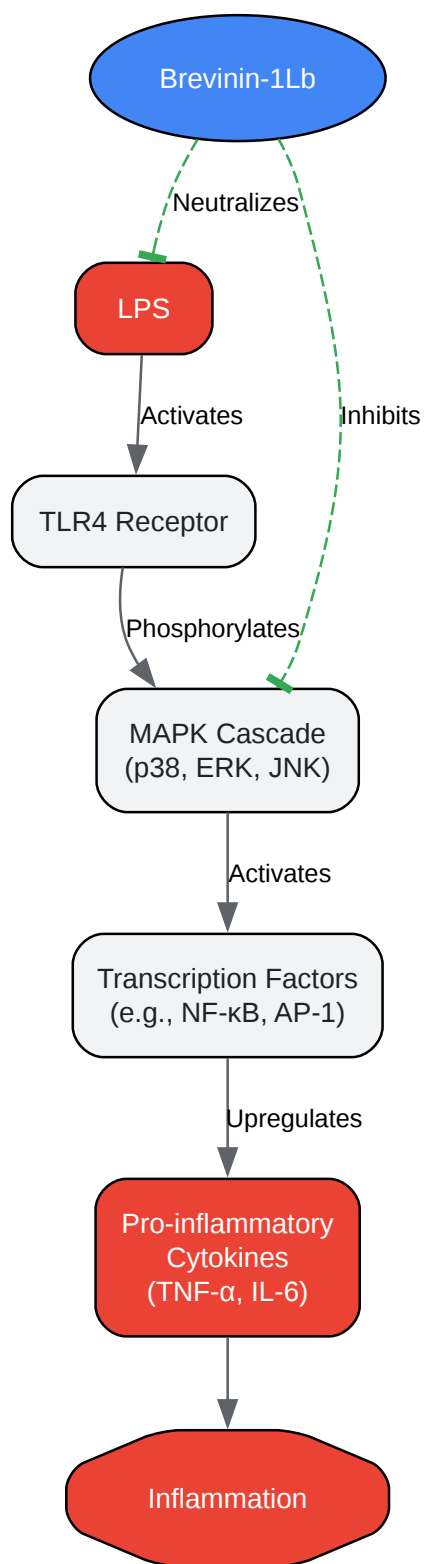 Brevinin-1Lb
Neutralizes
LPS
Activates
Inhibits
TLR4 Receptor
Phosphorylates
MAPK Cascade
(p38, ERK, JNK)
Activates
Transcription Factors
(e.g., NF-κB, AP-1)
Upregulates
Pro-inflammatory
Cytokines
(TNF-α, IL-6)
Inflammation